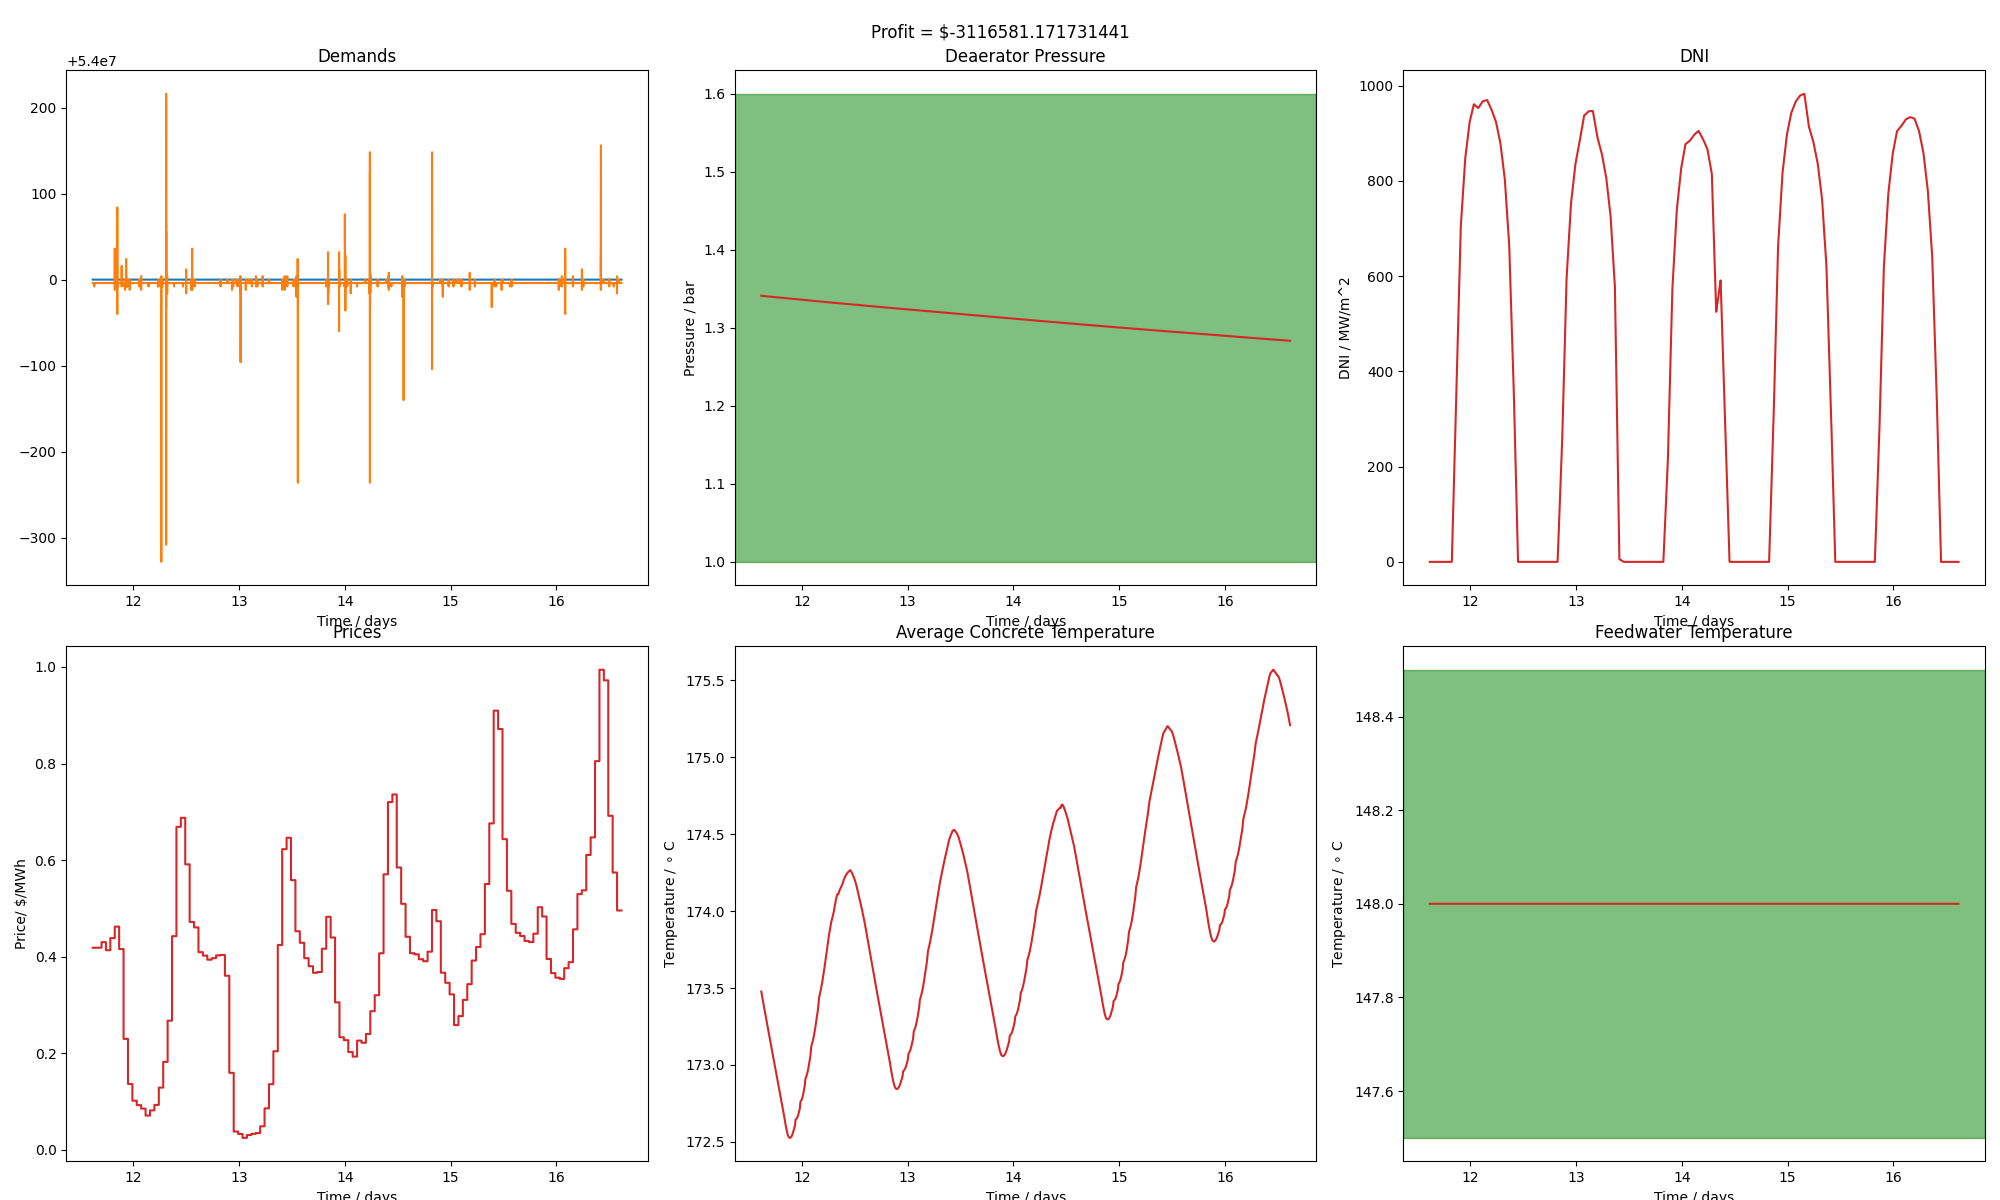 Profit = $-3116581.171731441
Demands
+5.4e7
200
100
0
−100
−200
−300
12 13 14 15 16
Time / days
Deaerator Pressure
Pressure / bar
1.6
1.5
1.4
1.3
1.2
1.1
1.0
12 13 14 15 16
Time / days
DNI
DNI / MW/m^2
1000
800
600
400
200
0
12 13 14 15 16
Time / days
Prices
Price/ $/MWh
1.0
0.8
0.6
0.4
0.2
0.0
12 13 14 15 16
Time / days
Average Concrete Temperature
Temperature / ∘ C
175.5
175.0
174.5
174.0
173.5
173.0
172.5
12 13 14 15 16
Time / days
Feedwater Temperature
Temperature / ∘ C
148.4
148.2
148.0
147.8
147.6
12 13 14 15 16
Time / days